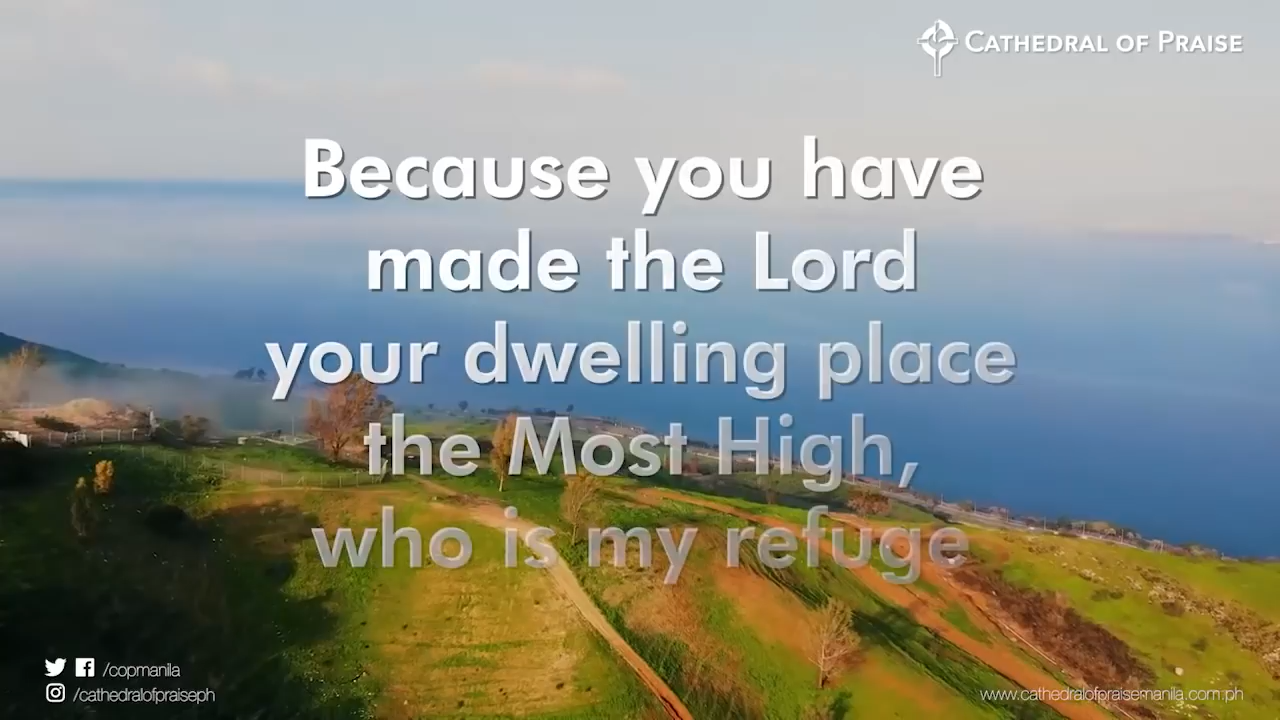 CATHEDRAL OF PRAISE
Because you have
made the Lord
your dwelling place
the Most High,
who is my refuge
/copmanila
/cathedralofpraiseph
www.cathedralofpraisemanila.com.ph